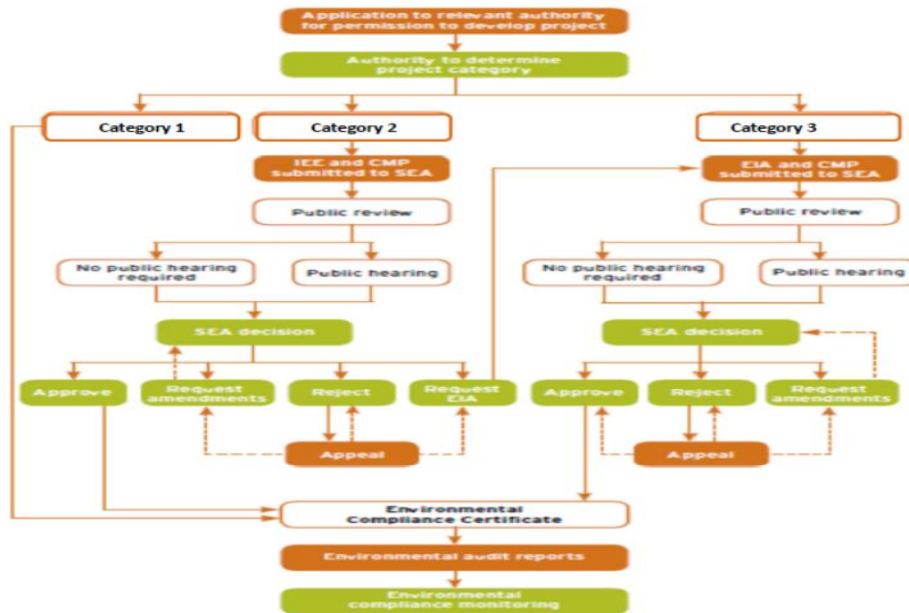 Application to relevant authority
for permission to develop project
Authority to determine
project category
Category 1
Category 2
Category 3
IEE and CMP
submitted to SEA
EIA and CMP
submitted to SEA
Public review
Public review
No public hearing
required
Public hearing
No public hearing
required
Public hearing
SEA decision
SEA decision
Approve
Request
amendments
Reject
Request
EIA
Approve
Reject
Request
amendments
Appeal
Appeal
Environmental
Compliance Certificate
Environmental audit reports
Environmental
compliance monitoring